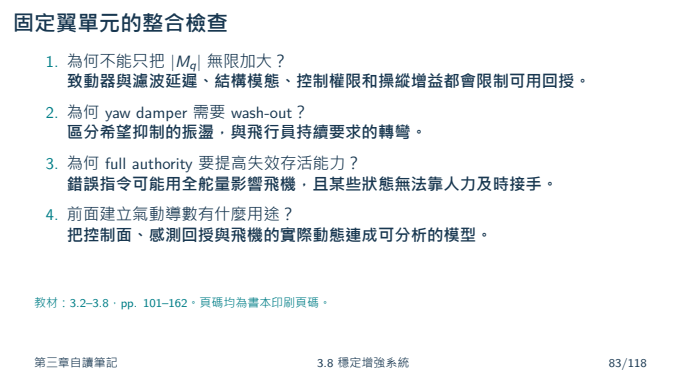 固定翼單元的整合檢查
1. 為何不能只把 |Mq| 無限加大？
致動器與濾波延遲、結構模態、控制權限和操縱增益都會限制可用回授。
2. 為何 yaw damper 需要 wash-out？
區分希望抑制的振盪，與飛行員持續要求的轉彎。
3. 為何 full authority 要提高失效存活能力？
錯誤指令可能用全舵量影響飛機，且某些狀態無法靠人力及時接手。
4. 前面建立氣動導數有什麼用途？
把控制面、感測回授與飛機的實際動態連成可分析的模型。
教材：3.2–3.8，pp. 101–162。頁碼均為書本印刷頁碼。
第三章自讀筆記 3.8 穩定增強系統 83/118